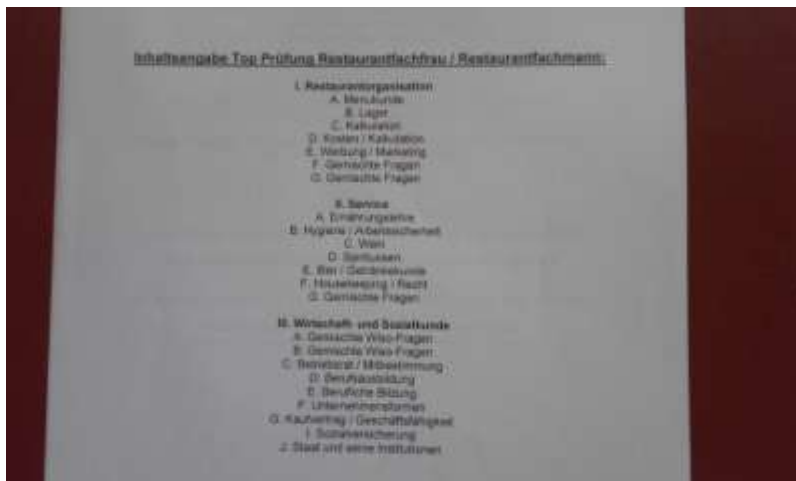 Inhaltsangabe Top Prüfung Restaurantfachfrau / Restaurantfachmann:
I. Restaurantorganisation
A. Menukunde
B. Lager
C. Kalkulation
D. Kosten / Kalkulation
E. Werbung / Marketing
F. Gemischte Fragen
G. Gemischte Fragen
II. Service
A. Ernährungslehre
B. Hygiene / Arbeitssicherheit
C. Wein
D. Spirituosen
E. Bier / Getränkekunde
F. Housekeeping / Recht
G. Gemischte Fragen
III. Wirtschaft- und Sozialkunde
A. Gemischte Wiso-Fragen
B. Gemischte Wiso-Fragen
C. Betriebsrat / Mitbestimmung
D. Berufsausbildung
E. Berufliche Bildung
F. Unternehmensformen
G. Kaufvertrag / Geschäftsfähigkeit
I. Sozialversicherung
J. Staat und seine Institutionen